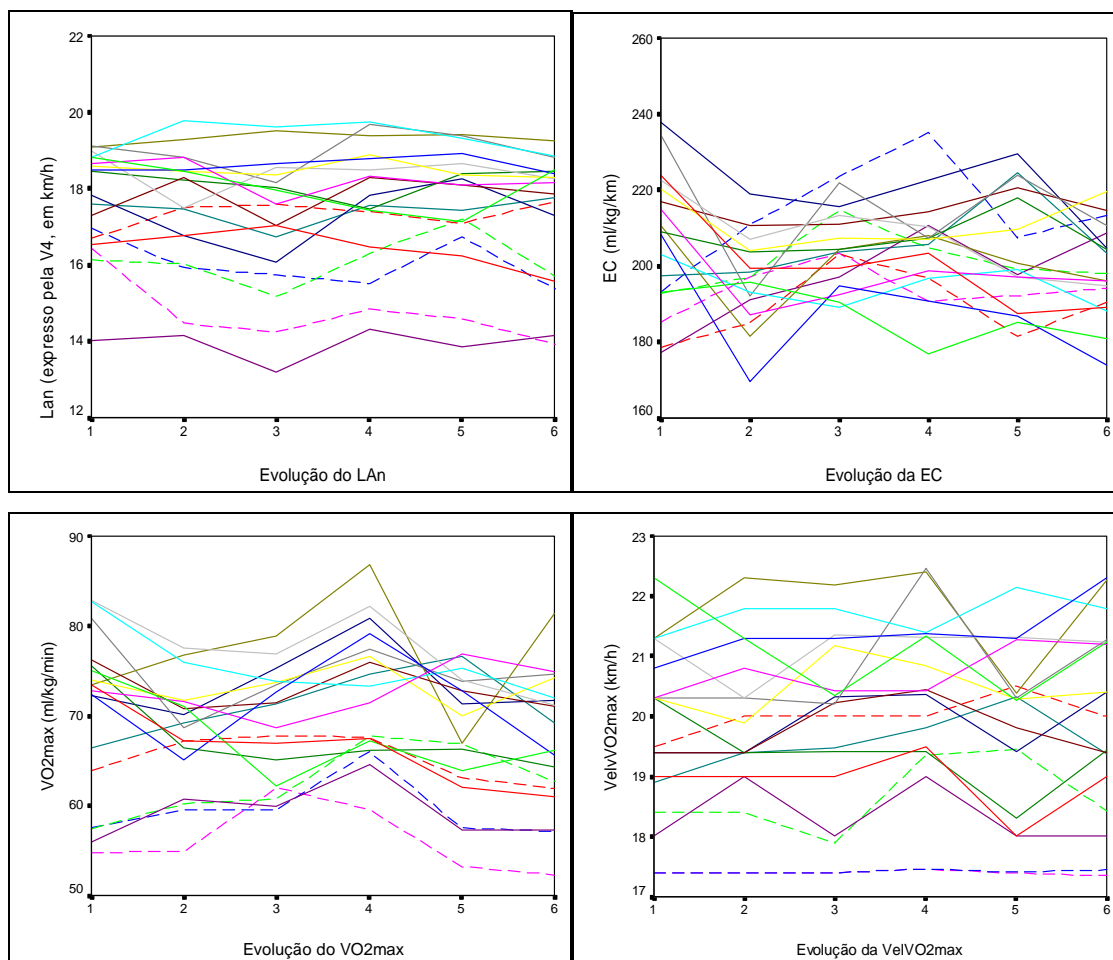 Lan (expresso pela V4, em km/h)
22
20
18
16
14
12
1 2 3 4 5 6
Evolução do LAn
EC (ml/kg/km)
260
240
220
200
180
160
1 2 3 4 5 6
Evolução da EC
VO2max (ml/kg/min)
90
80
70
60
50
1 2 3 4 5 6
Evolução do VO2max
VelvVO2max (km/h)
23
22
21
20
19
18
17
1 2 3 4 5 6
Evolução da VelVO2max